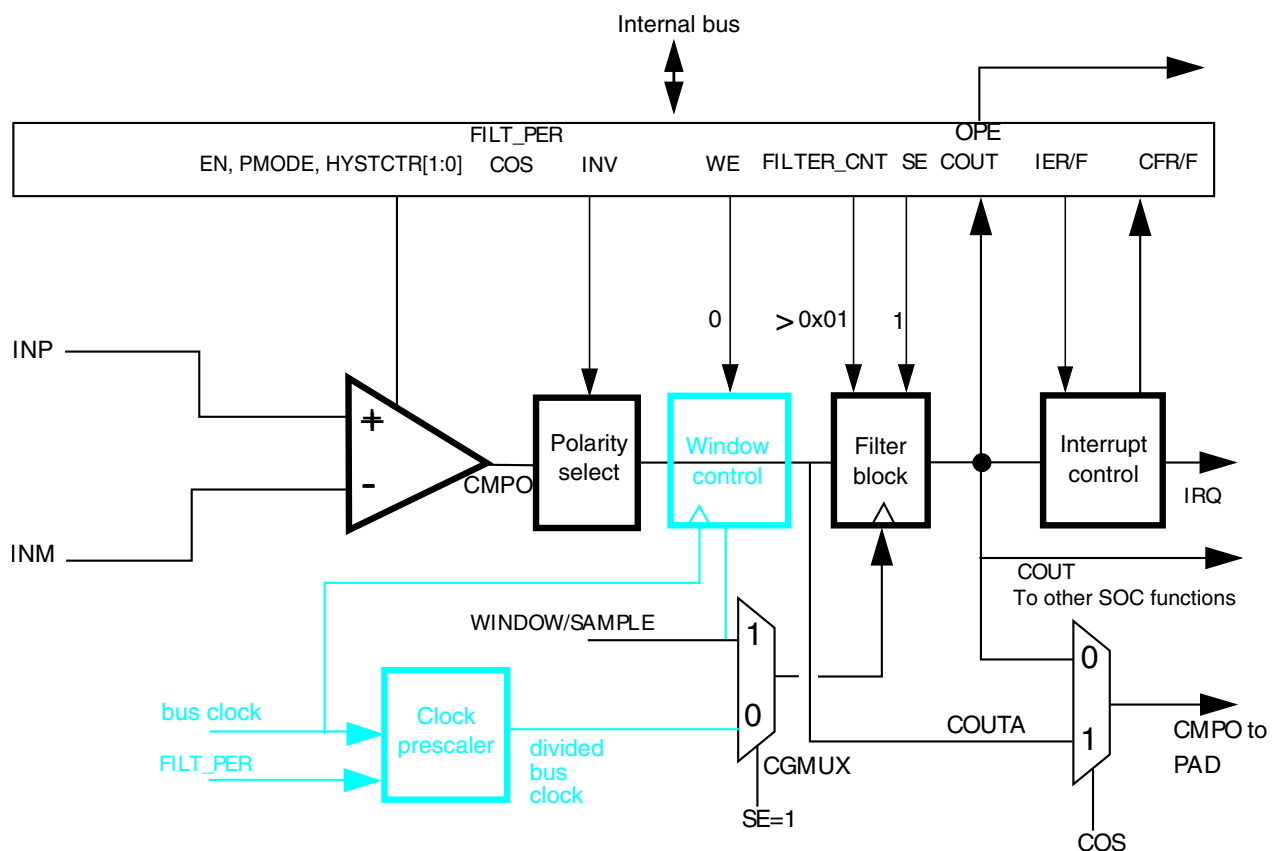 Internal bus
FILT_PER
OPE
EN, PMODE, HYSTCTR[1:0]
COS
INV
WE
FILTER_CNT
SE
COUT
IER/F
CFR/F
0
> 0x01
1
INP
+
-
INM
CMPO
Polarity
select
Window
control
Filter
block
Interrupt
control
IRQ
COUT
To other SOC functions
WINDOW/SAMPLE
1
0
CGMUX
SE=1
bus clock
FILT_PER
Clock
prescaler
divided
bus
clock
COUTA
0
1
CMPO to
PAD
COS